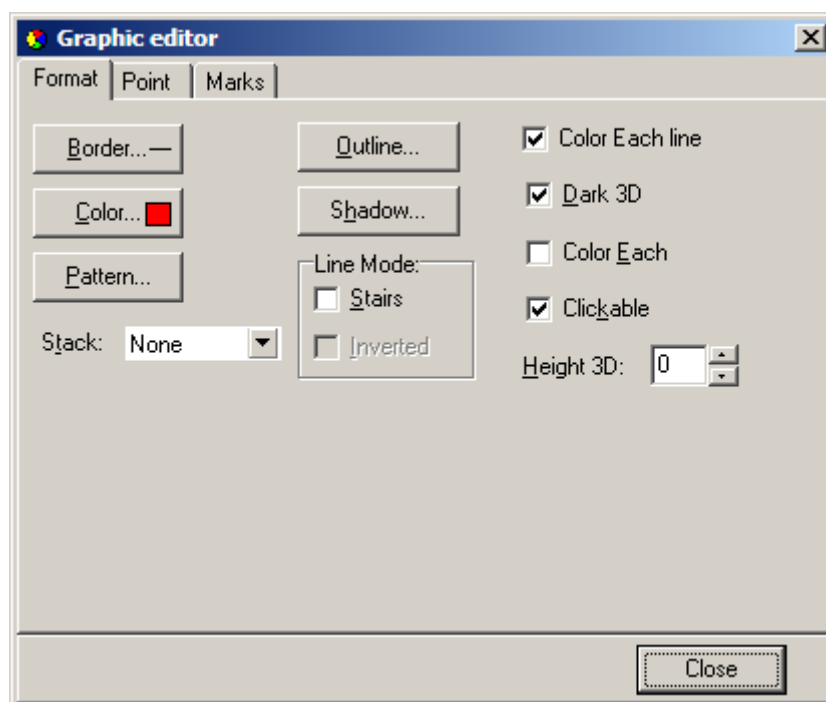 Graphic editor
Format Point Marks
Border...
Color...
Pattern...
Stack: None
Outline...
Shadow...
Line Mode:
Stairs
Inverted
Color Each line
Dark 3D
Color Each
Clickable
Height 3D: 0
Close